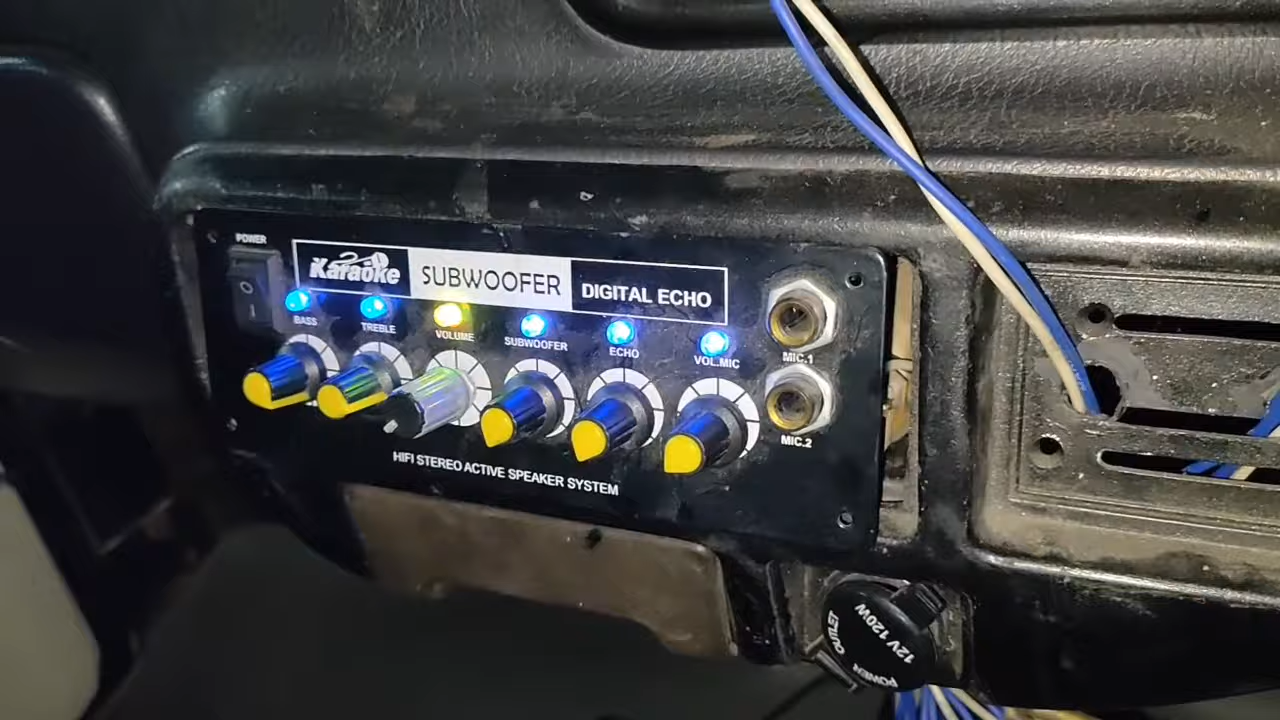 POWER
Karaoke SUBWOOFER DIGITAL ECHO
BASS TREBLE VOLUME SUBWOOFER ECHO VOL.MIC
MIC.1
MIC.2
HIFI STEREO ACTIVE SPEAKER SYSTEM
POWER OUTLET
12V 120W